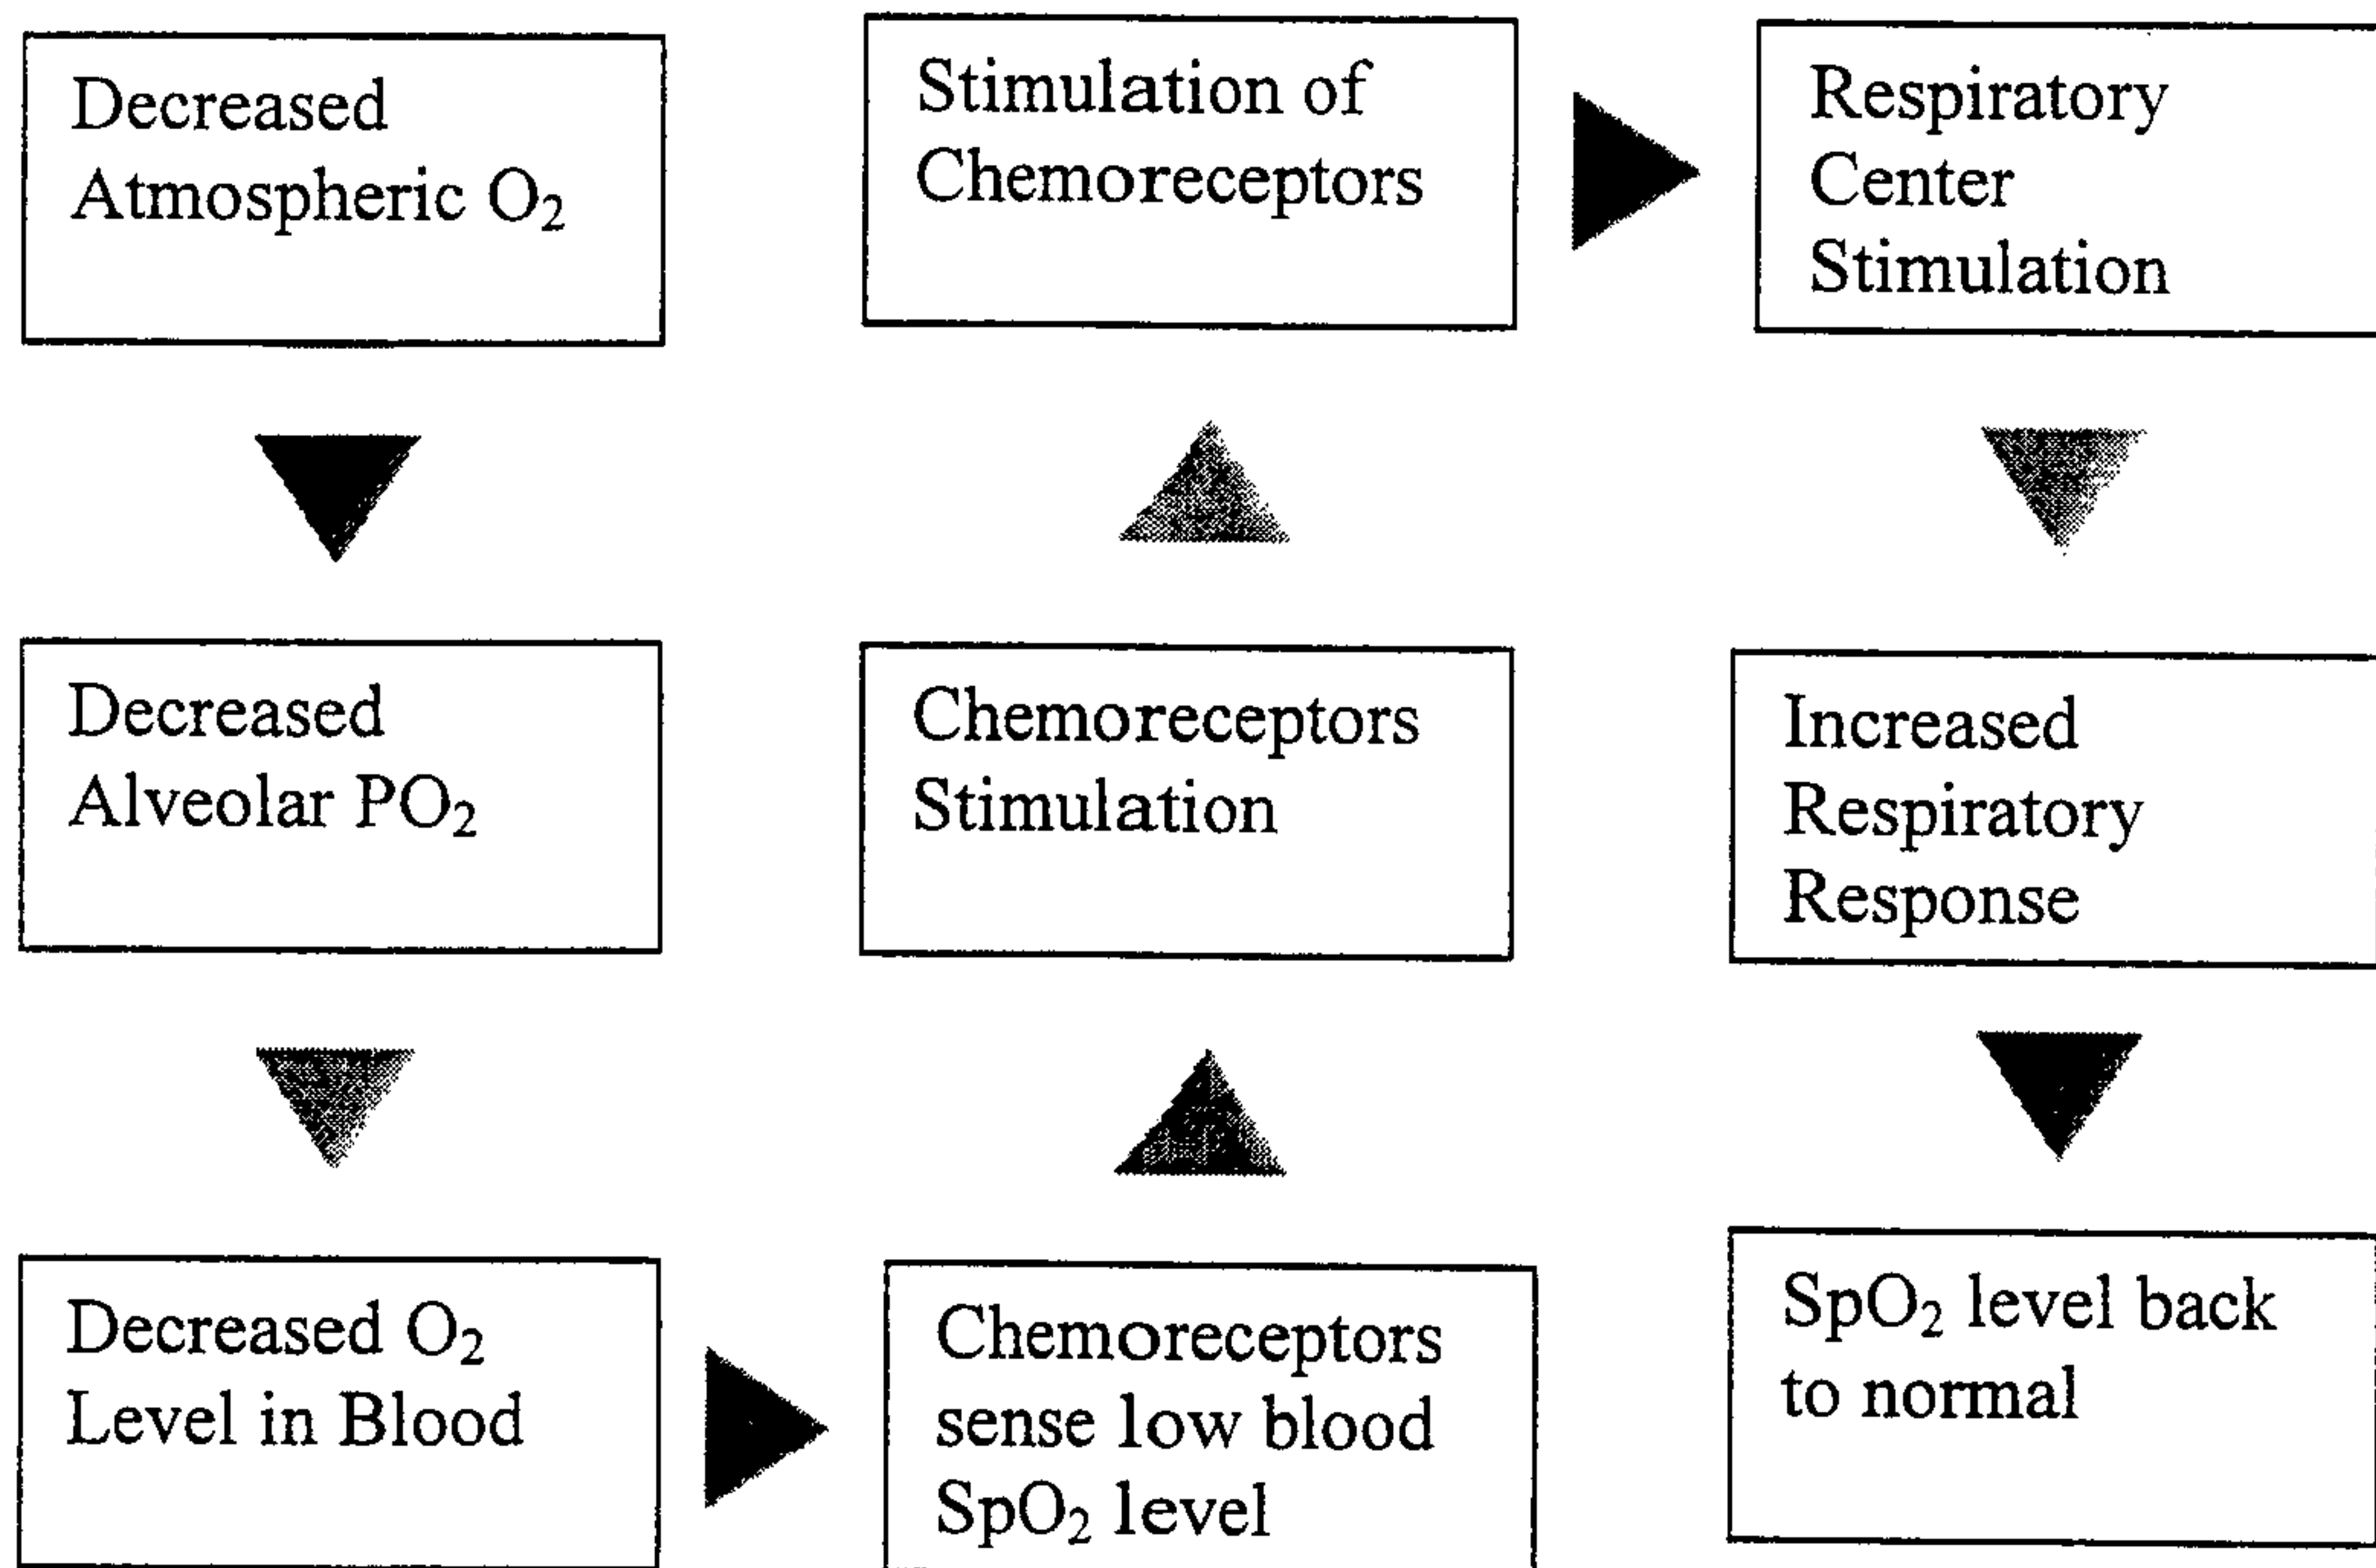 Decreased
Atmospheric O₂
Stimulation of
Chemoreceptors
Respiratory
Center
Stimulation
Decreased
Alveolar PO₂
Chemoreceptors
Stimulation
Increased
Respiratory
Response
Decreased O₂
Level in Blood
Chemoreceptors
sense low blood
SpO₂ level
SpO₂ level back
to normal